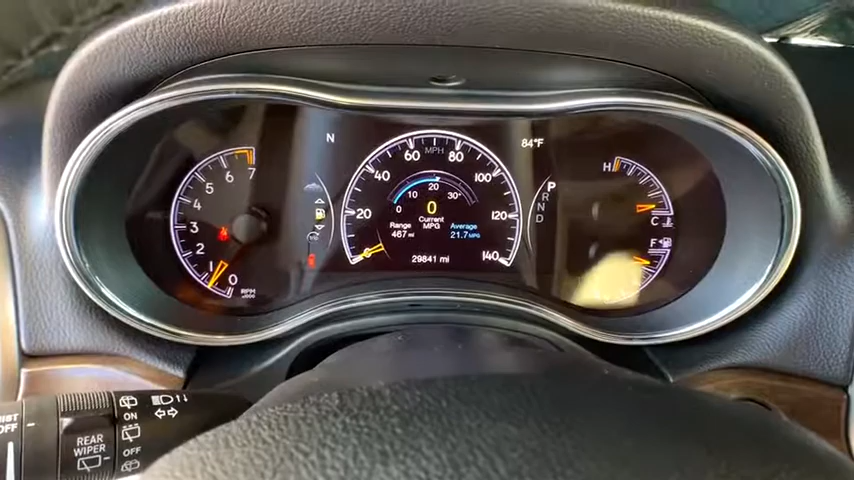 MPH
0
20
40
60
80
100
120
140
0
1
2
3
4
5
6
7
RPM
x1000
N
84°F
0
10
20
30+
0
Current
MPG
Range
467 mi
Average
21.7 MPG
29841 mi
P
R
N
D
H
C
F
E
OFF
ON
OFF
REAR
WIPER